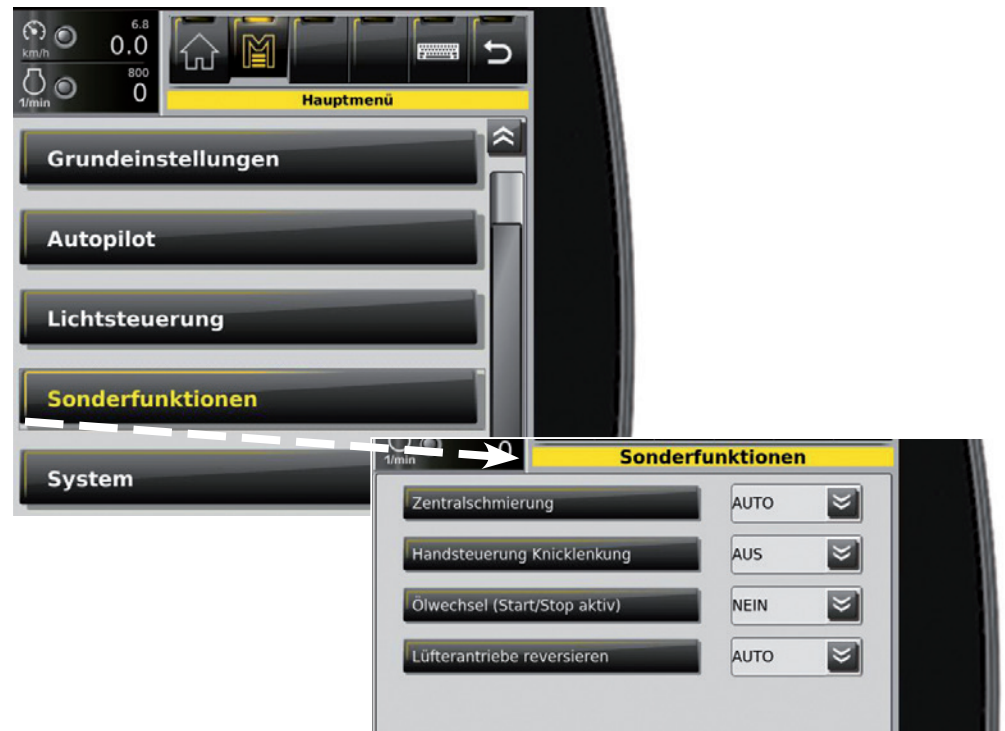 6.8
km/h 0.0
800
1/min 0
Hauptmenü
Grundeinstellungen
Autopilot
Lichtsteuerung
Sonderfunktionen
System
1/min 0
Sonderfunktionen
Zentralschmierung AUTO
Handsteuerung Knicklenkung AUS
Ölwechsel (Start/Stop aktiv) NEIN
Lüfterantriebe reversieren AUTO